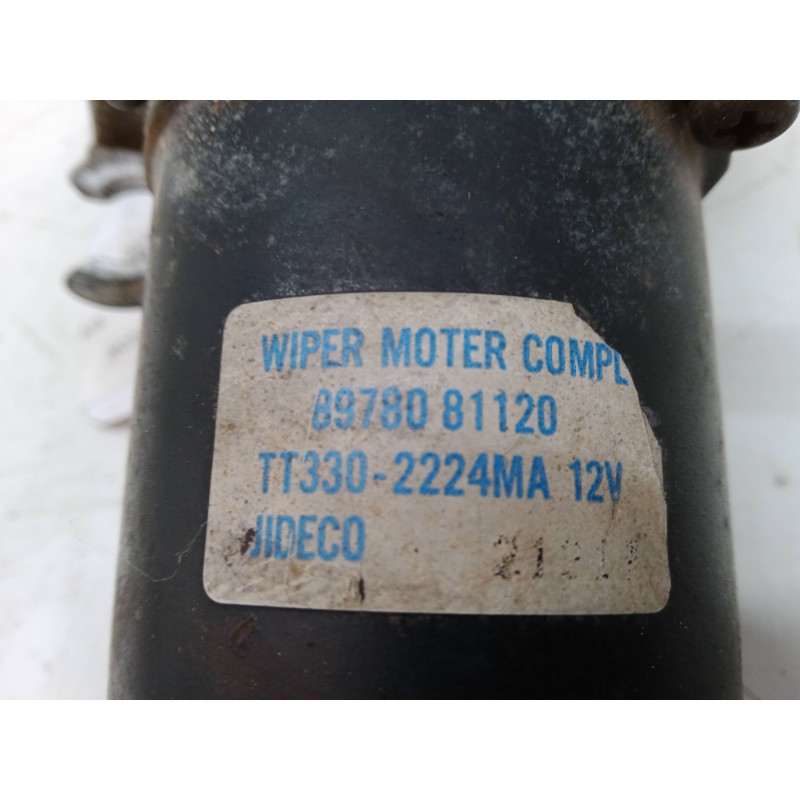 WIPER MOTER COMPL
89780 81120
TT330-2224MA 12V
JIDECO